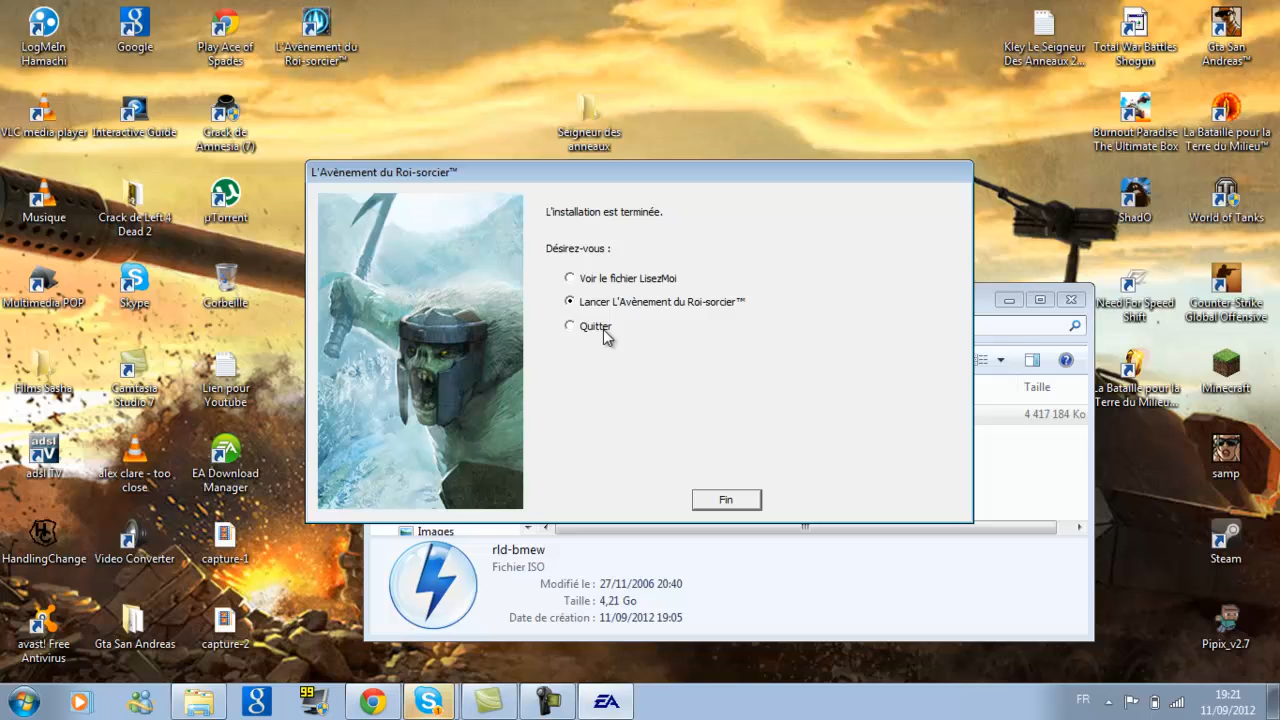 LogMeIn
Hamachi
Google
Play Ace of
Spades
L'Avènement du
Roi-sorcier™
Kley Le Seigneur
Des Anneaux 2...
Total War Battles
Shogun
Gta San
Andreas™
VLC media player
Interactive Guide
Crack de
Amnesia (7)
Seigneur des
anneaux
Burnout Paradise
The Ultimate Box
La Bataille pour la
Terre du Milieu™
Musique
Crack de Left 4
Dead 2
µTorrent
ShadO
World of Tanks
Multimedia POP
Skype
Corbeille
Need For Speed
Shift
Counter-Strike
Global Offensive
Films Sasha
Camtasia
Studio 7
Lien pour
Youtube
La Bataille pour la
Terre du Milieu...
Minecraft
adsl TV
alex clare - too
close
EA Download
Manager
samp
HandlingChange
Video Converter
capture-1
Steam
avast! Free
Antivirus
Gta San Andreas
capture-2
Pipix_v2.7
L'Avènement du Roi-sorcier™
L'installation est terminée.
Désirez-vous :
Voir le fichier LisezMoi
Lancer L'Avènement du Roi-sorcier™
Quitter
Fin
Taille
4 417 184 Ko
Images
rld-bmew
Fichier ISO
Modifié le : 27/11/2006 20:40
Taille : 4,21 Go
Date de création : 11/09/2012 19:05
99
EA
FR
19:21
11/09/2012